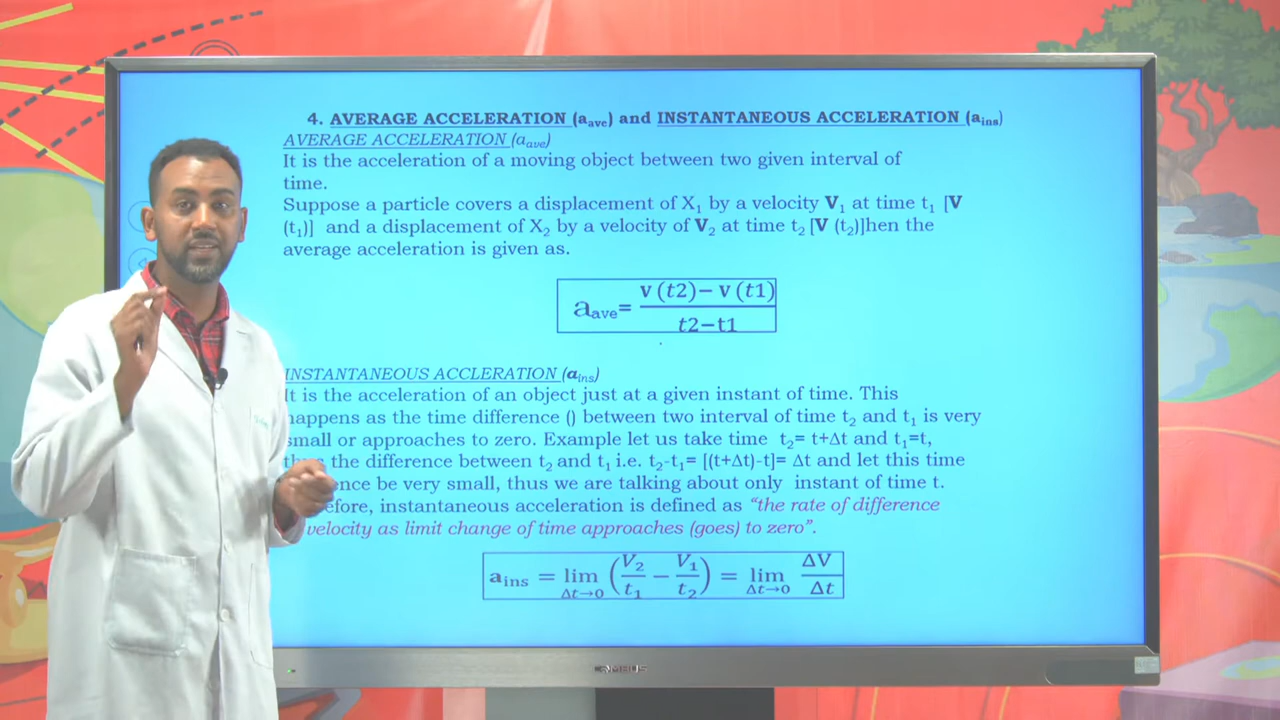 4. AVERAGE ACCELERATION (aave) and INSTANTANEOUS ACCELERATION (ains)
AVERAGE ACCELERATION (aave)
It is the acceleration of a moving object between two given interval of
time.
Suppose a particle covers a displacement of X₁ by a velocity V₁ at time t₁ [V
(t₁)] and a displacement of X₂ by a velocity of V₂ at time t₂ [V (t₂)]hen the
average acceleration is given as.
aave= v (t2)− v (t1) / t2−t1
INSTANTANEOUS ACCLERATION (ains)
It is the acceleration of an object just at a given instant of time. This
happens as the time difference () between two interval of time t₂ and t₁ is very
small or approaches to zero. Example let us take time t₂= t+Δt and t₁=t,
the difference between t₂ and t₁ i.e. t₂-t₁= [(t+Δt)-t]= Δt and let this time
ence be very small, thus we are talking about only instant of time t.
efore, instantaneous acceleration is defined as “the rate of difference
velocity as limit change of time approaches (goes) to zero”.
ains = lim Δt→0 (V₂/t₁ − V₁/t₂) = lim Δt→0 ΔV/Δt